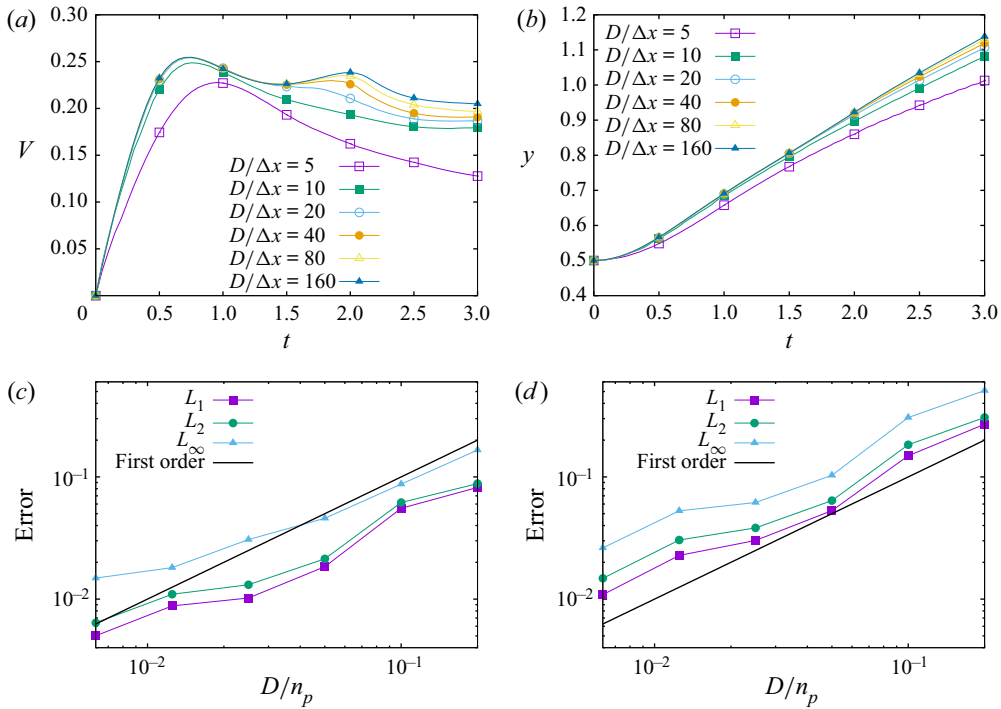 (a)
0.30
0.25
0.20
0.15
0.10
0.05
V
D/Δx = 5
D/Δx = 10
D/Δx = 20
D/Δx = 40
D/Δx = 80
D/Δx = 160
0 0.5 1.0 1.5 2.0 2.5 3.0
t
(b)
1.2
1.1
1.0
0.9
0.8
0.7
0.6
0.5
0.4
y
D/Δx = 5
D/Δx = 10
D/Δx = 20
D/Δx = 40
D/Δx = 80
D/Δx = 160
0 0.5 1.0 1.5 2.0 2.5 3.0
t
(c)
L₁
L₂
L∞
First order
10⁻¹
10⁻²
Error
10⁻² 10⁻¹
D/nₚ
(d)
L₁
L₂
L∞
First order
10⁻¹
10⁻²
Error
10⁻² 10⁻¹
D/nₚ